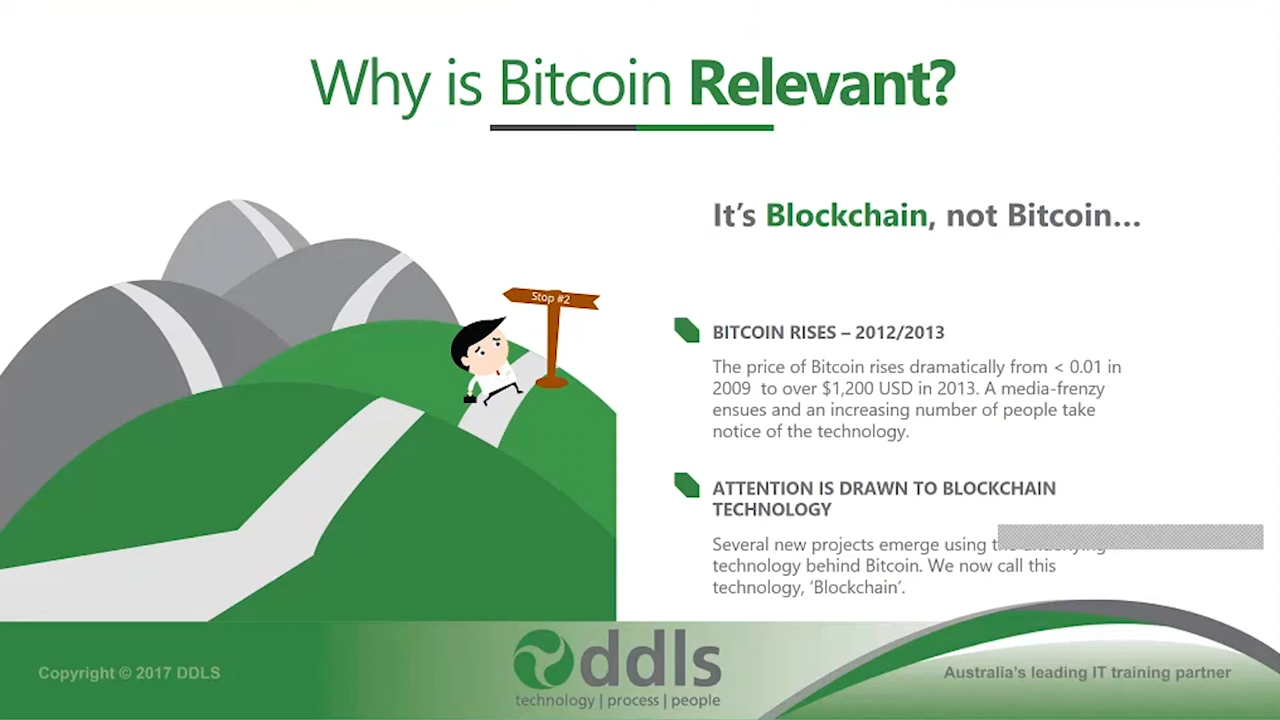 Why is Bitcoin Relevant?
It's Blockchain, not Bitcoin...
Stop #2
BITCOIN RISES – 2012/2013
The price of Bitcoin rises dramatically from < 0.01 in
2009 to over $1,200 USD in 2013. A media-frenzy
ensues and an increasing number of people take
notice of the technology.
ATTENTION IS DRAWN TO BLOCKCHAIN
TECHNOLOGY
Several new projects emerge using the underlying
technology behind Bitcoin. We now call this
technology, ‘Blockchain’.
Copyright © 2017 DDLS
ddls
technology | process | people
Australia's leading IT training partner